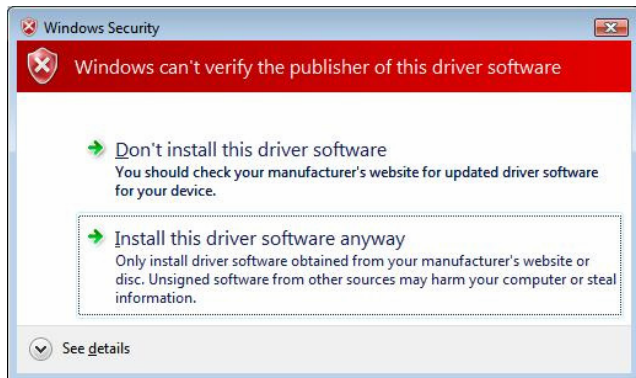 Windows Security
Windows can't verify the publisher of this driver software
Don't install this driver software
You should check your manufacturer's website for updated driver software
for your device.
Install this driver software anyway
Only install driver software obtained from your manufacturer's website or
disc. Unsigned software from other sources may harm your computer or steal
information.
See details